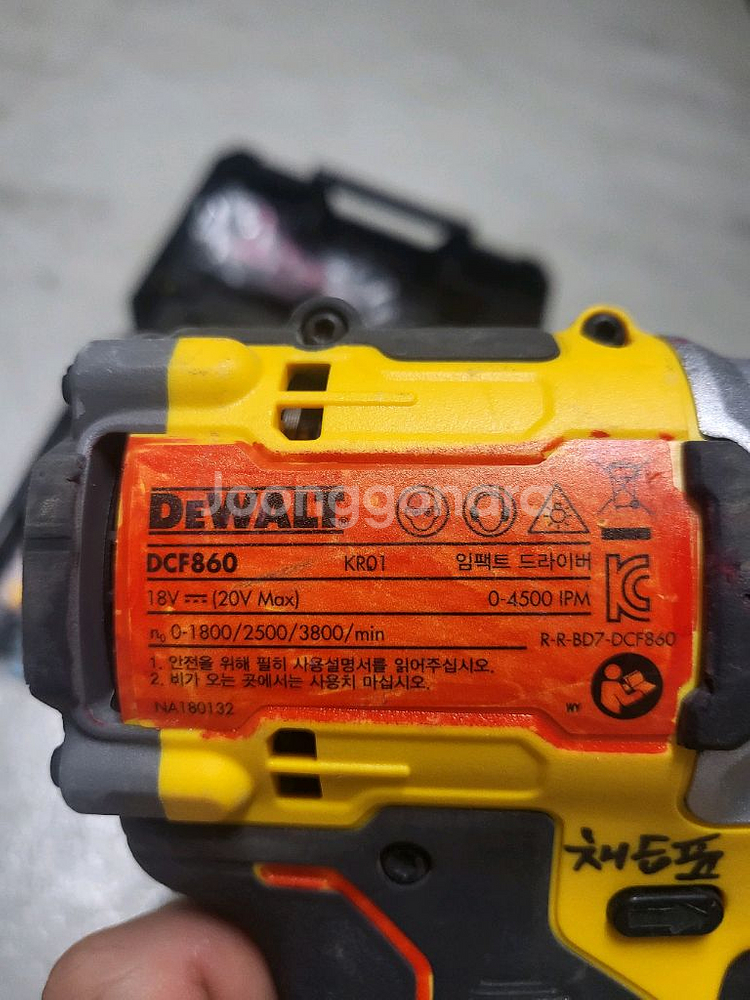 Joonggonara
DEWALT
DCF860 KR01 임팩트 드라이버
18V ⎓ (20V Max) 0-4500 IPM
n₀ 0-1800/2500/3800/min
R-R-BD7-DCF860
1. 안전을 위해 필히 사용설명서를 읽어주십시오.
2. 비가 오는 곳에서는 사용치 마십시오.
NA180132 WY